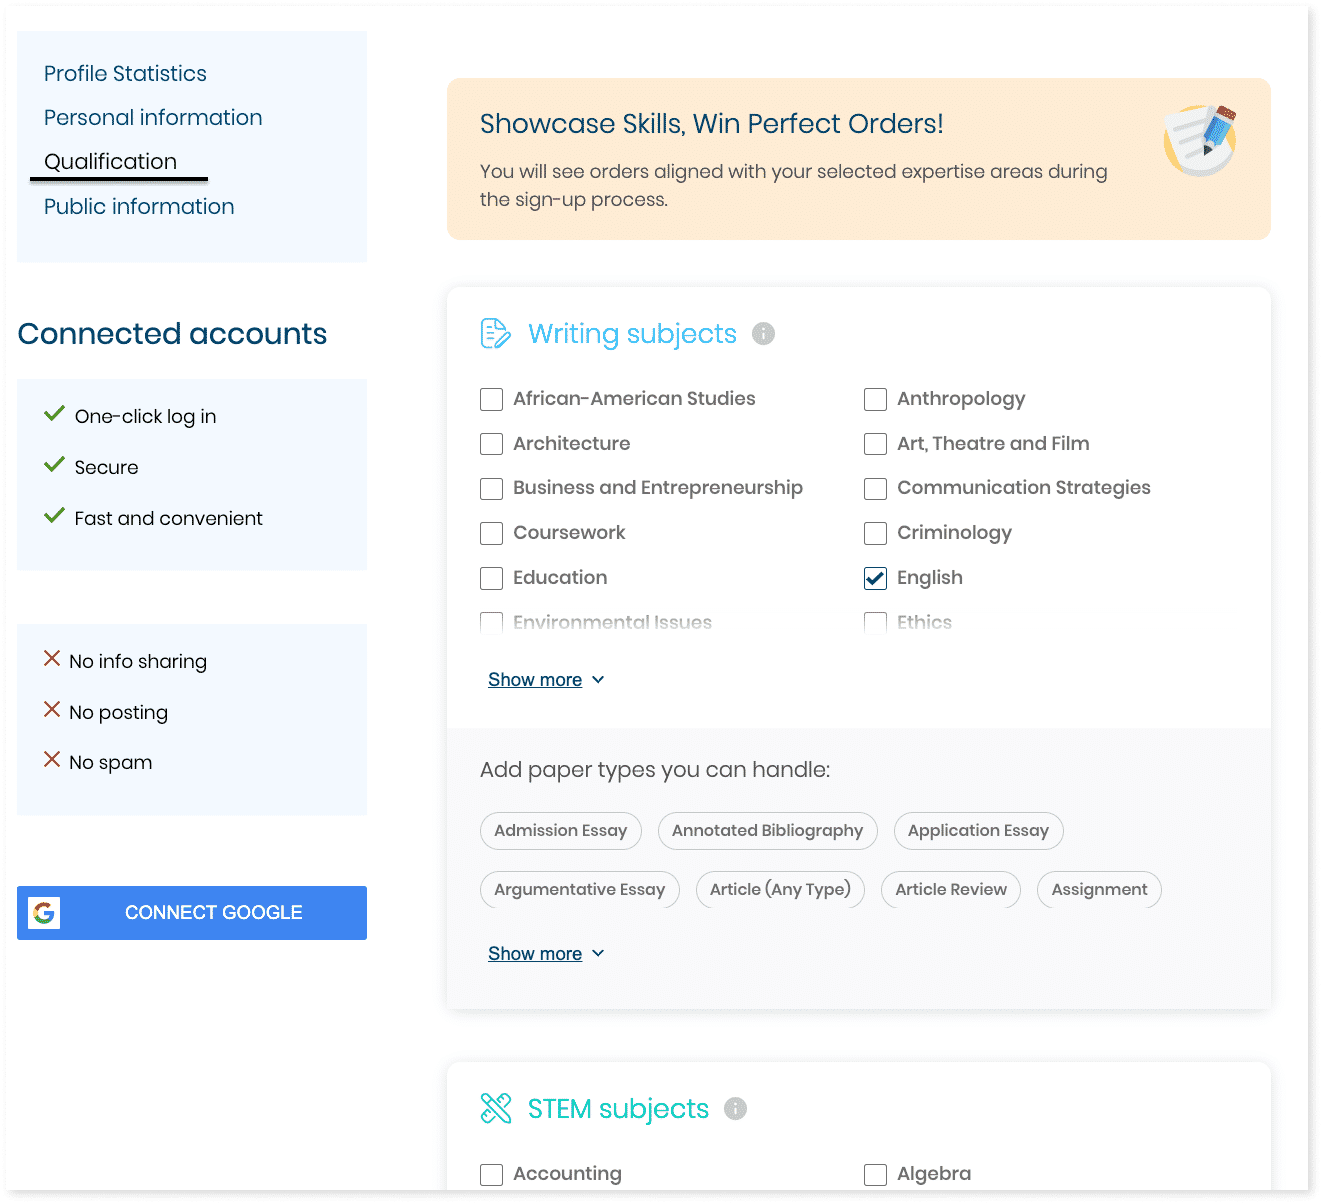 Profile Statistics
Personal information
Qualification
Public information
Connected accounts
One-click log in
Secure
Fast and convenient
No info sharing
No posting
No spam
CONNECT GOOGLE
Showcase Skills, Win Perfect Orders!
You will see orders aligned with your selected expertise areas during
the sign-up process.
Writing subjects
African-American Studies
Anthropology
Architecture
Art, Theatre and Film
Business and Entrepreneurship
Communication Strategies
Coursework
Criminology
Education
English
Environmental Issues
Ethics
Show more
Add paper types you can handle:
Admission Essay
Annotated Bibliography
Application Essay
Argumentative Essay
Article (Any Type)
Article Review
Assignment
Show more
STEM subjects
Accounting
Algebra